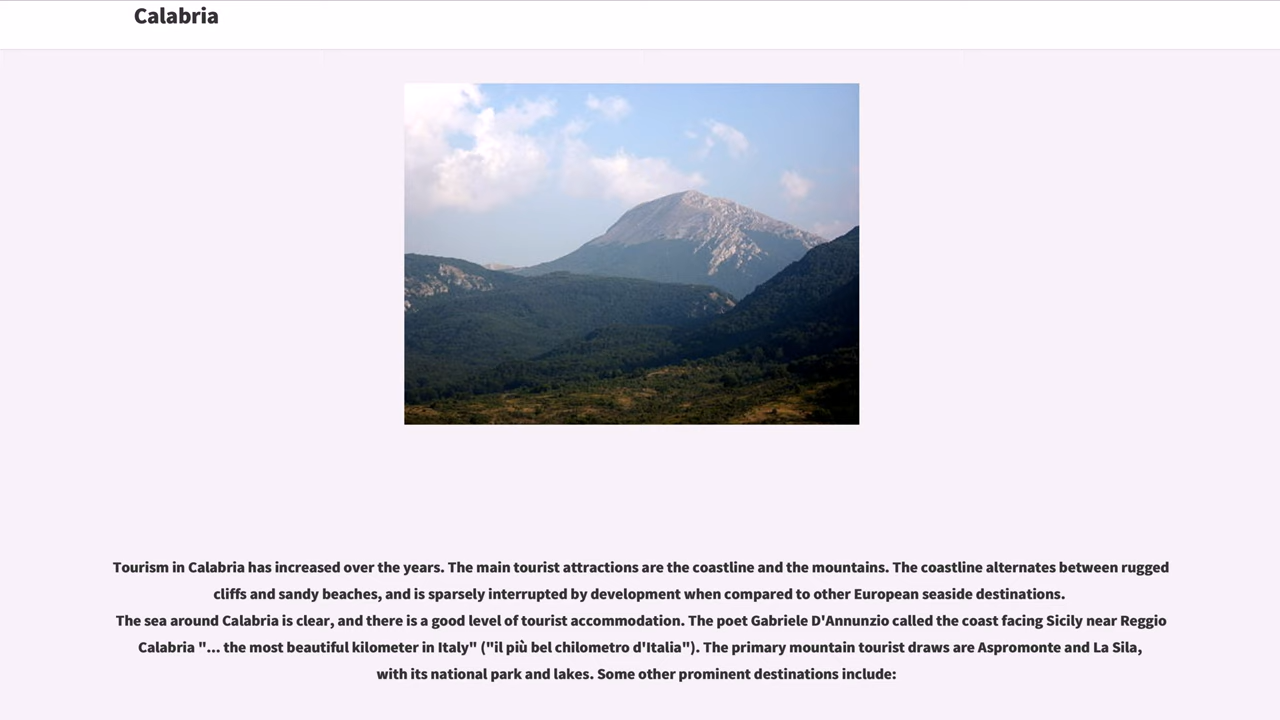 Calabria
Tourism in Calabria has increased over the years. The main tourist attractions are the coastline and the mountains. The coastline alternates between rugged
cliffs and sandy beaches, and is sparsely interrupted by development when compared to other European seaside destinations.
The sea around Calabria is clear, and there is a good level of tourist accommodation. The poet Gabriele D'Annunzio called the coast facing Sicily near Reggio
Calabria "... the most beautiful kilometer in Italy" ("il più bel chilometro d'Italia"). The primary mountain tourist draws are Aspromonte and La Sila,
with its national park and lakes. Some other prominent destinations include: